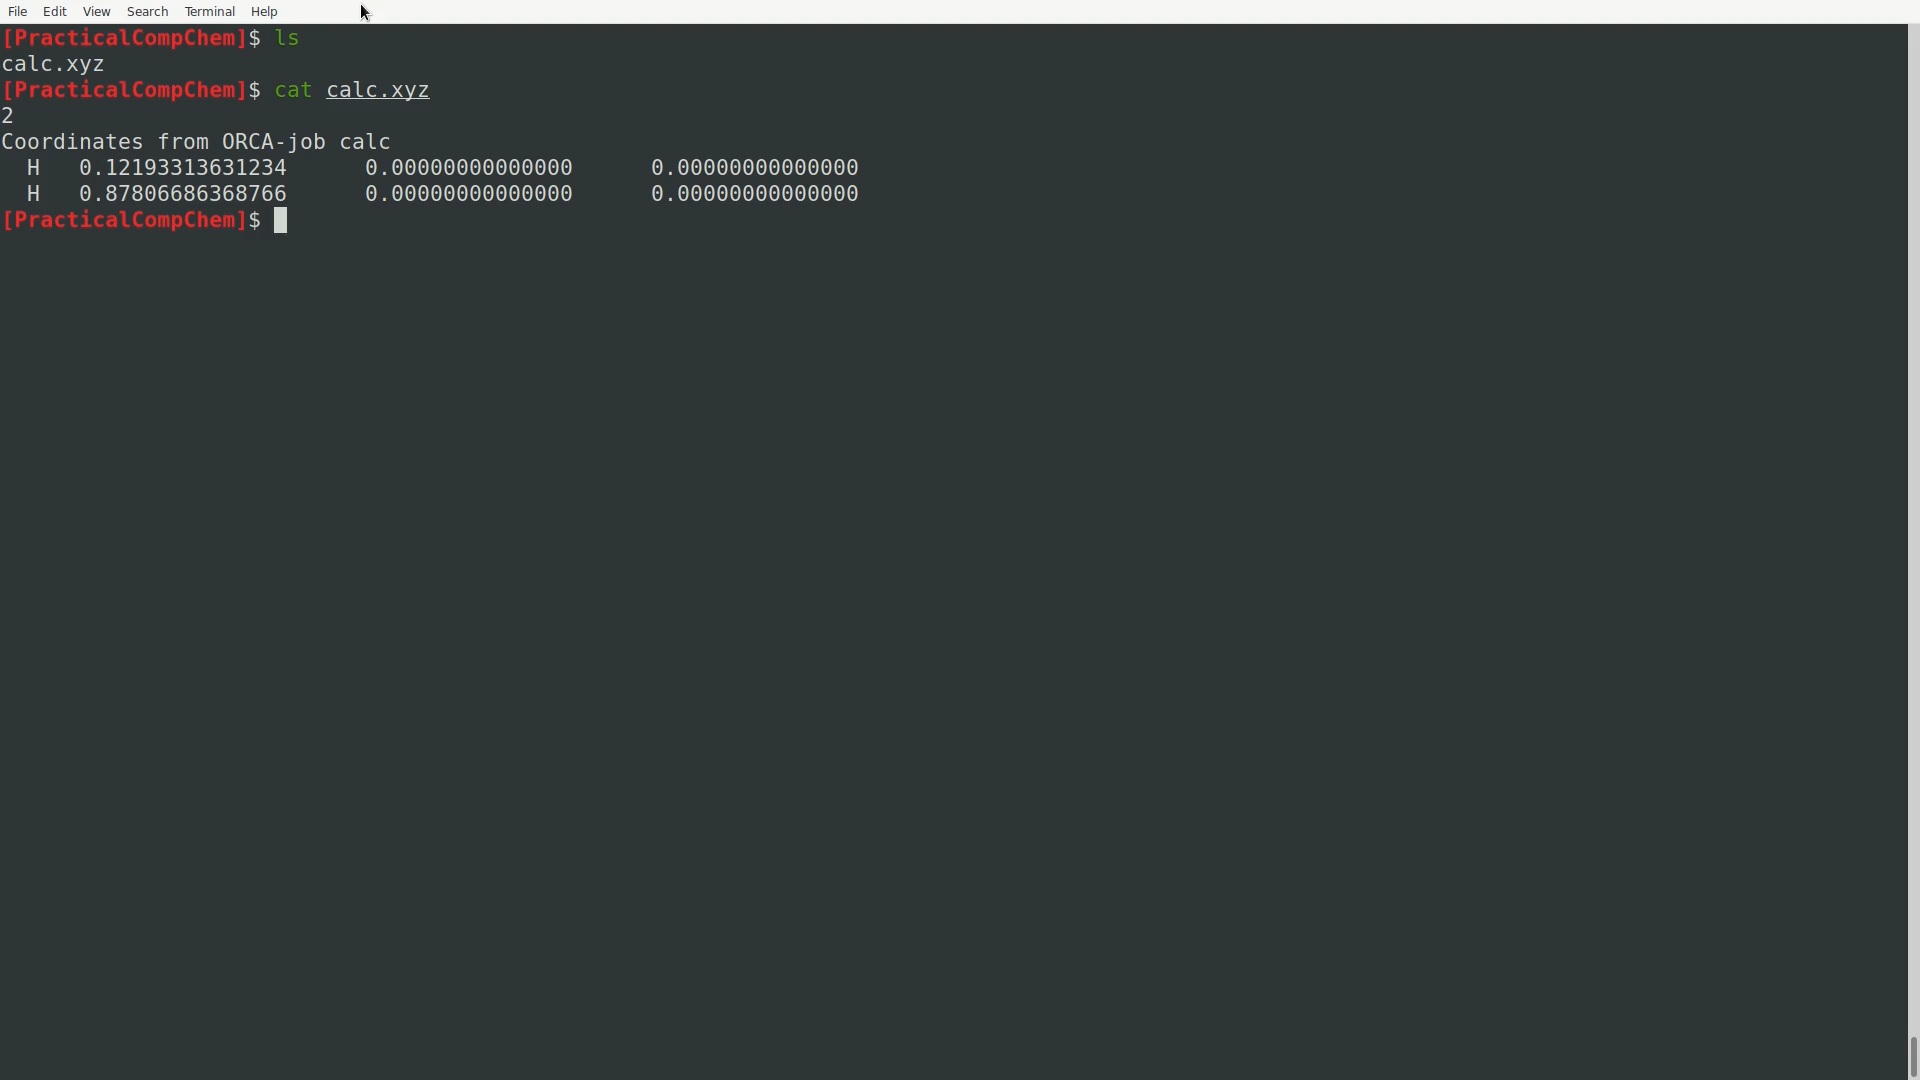 File Edit View Search Terminal Help
[PracticalCompChem]$ ls
calc.xyz
[PracticalCompChem]$ cat calc.xyz
2
Coordinates from ORCA-job calc
  H   0.12193313631234      0.00000000000000      0.00000000000000
  H   0.87806686368766      0.00000000000000      0.00000000000000
[PracticalCompChem]$